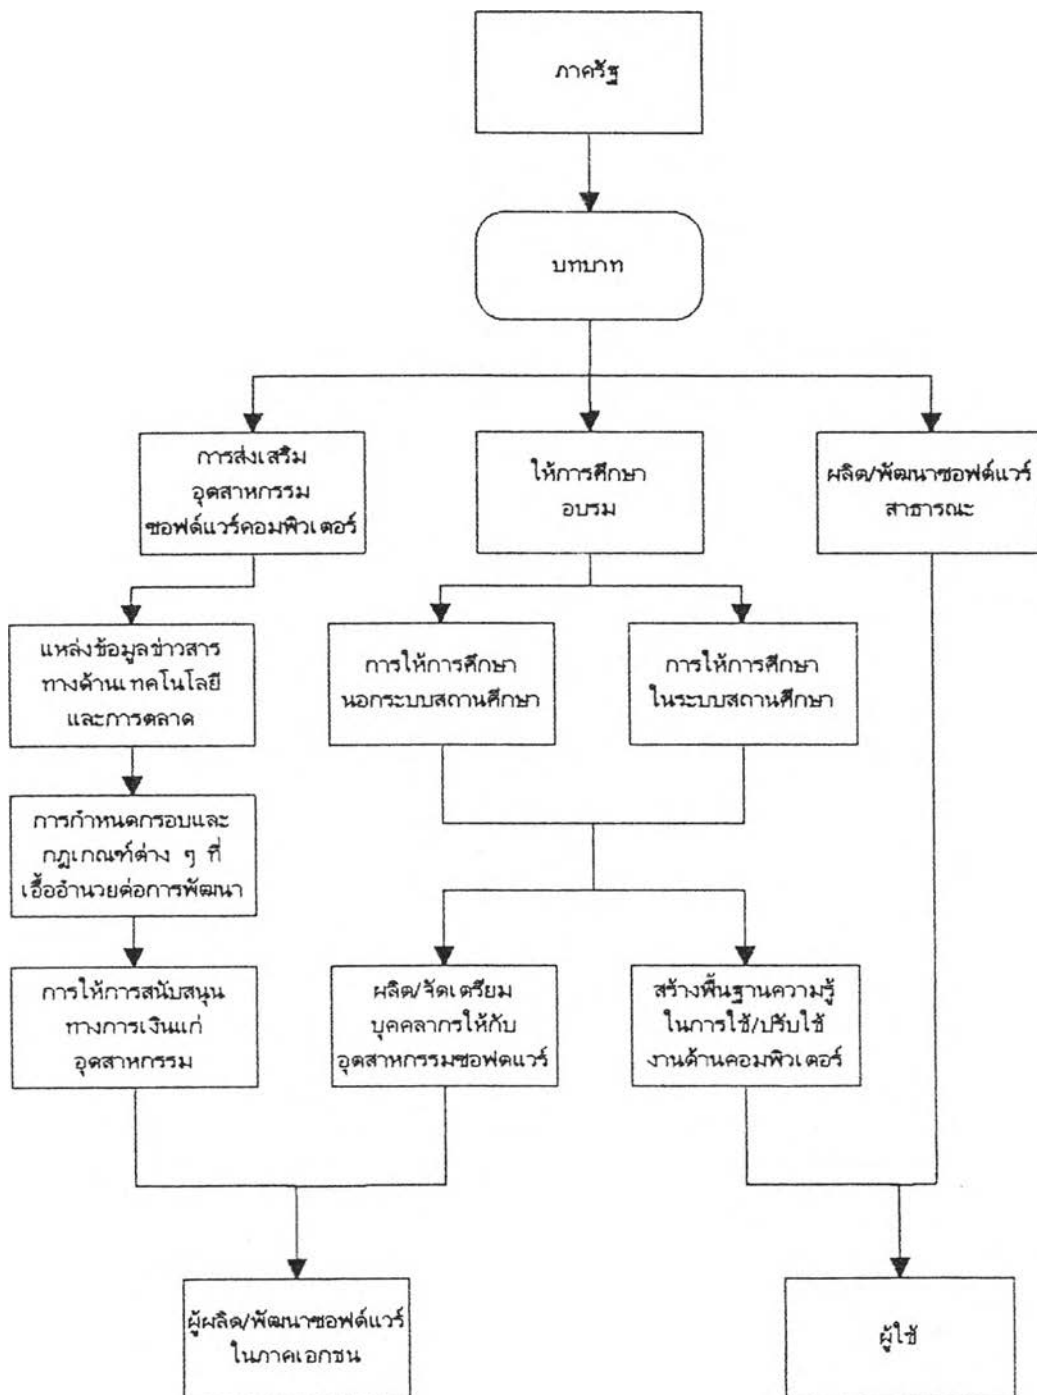 ภาครัฐ
บทบาท
การส่งเสริม
อุตสาหกรรม
ซอฟต์แวร์คอมพิวเตอร์
ให้การศึกษา
อบรม
ผลิต/พัฒนาซอฟต์แวร์
สาธารณะ
แหล่งข้อมูลข่าวสาร
ทางด้านเทคโนโลยี
และการตลาด
การให้การศึกษา
นอกระบบสถานศึกษา
การให้การศึกษา
ในระบบสถานศึกษา
การกำหนดกรอบและ
กฎเกณฑ์ต่าง ๆ ที่
เอื้ออำนวยต่อการพัฒนา
การให้การสนับสนุน
ทางการเงินแก่
อุตสาหกรรม
ผลิต/จัดเตรียม
บุคคลากรให้กับ
อุตสาหกรรมซอฟตแวร์
สร้างพื้นฐานความรู้
ในการใช้/ปรับใช้
งานด้านคอมพิวเตอร์
ผู้ผลิต/พัฒนาซอฟต์แวร์
ในภาคเอกชน
ผู้ใช้